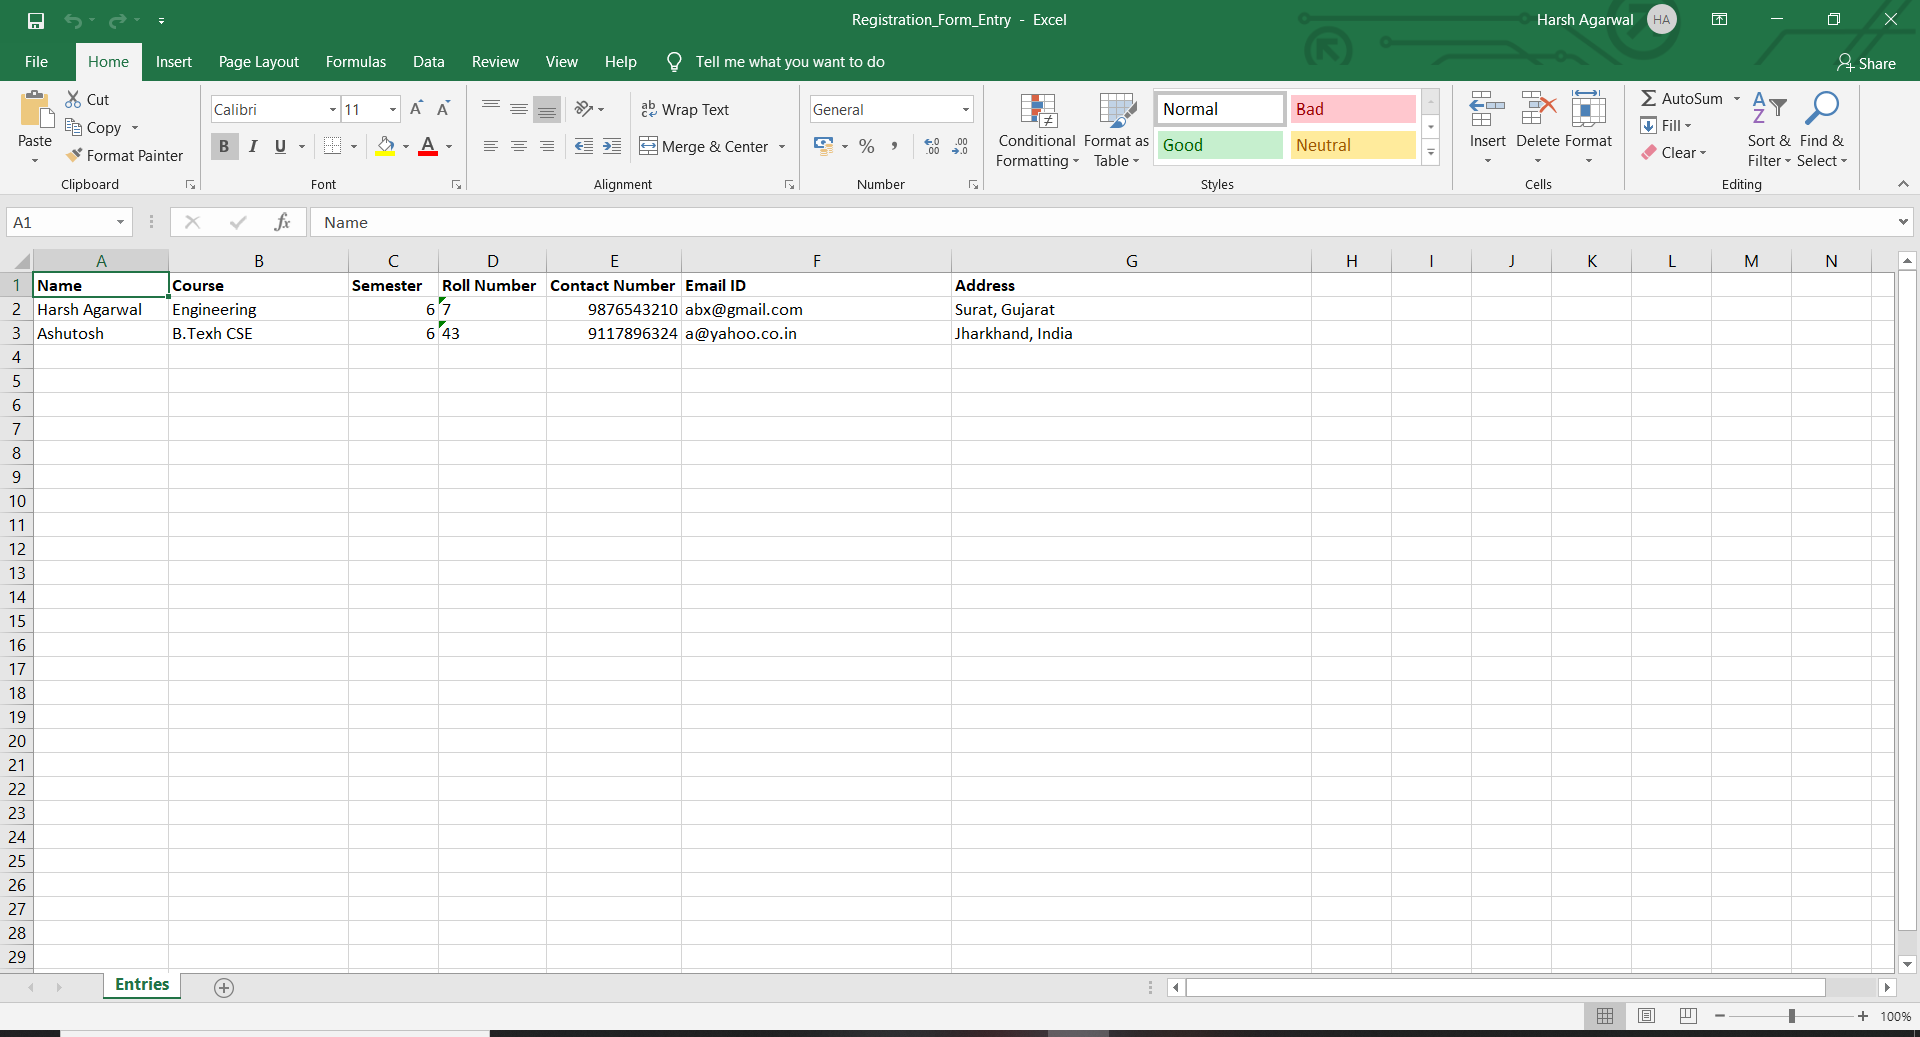 Registration_Form_Entry - Excel
Harsh Agarwal HA
File Home Insert Page Layout Formulas Data Review View Help Tell me what you want to do Share
Paste
Cut
Copy
Format Painter
Clipboard
Calibri 11 A A
B I U A
Font
ab Wrap Text
Merge & Center
Alignment
General
% , .00 .00
Number
Conditional Formatting
Format as Table
Normal Bad
Good Neutral
Styles
Insert Delete Format
Cells
AutoSum
Fill
Clear
Sort & Filter
Find & Select
Editing
A1 fx Name
A B C D E F G H I J K L M N
1 Name Course Semester Roll Number Contact Number Email ID Address
2 Harsh Agarwal Engineering 6 7 9876543210 abx@gmail.com Surat, Gujarat
3 Ashutosh B.Texh CSE 6 43 9117896324 a@yahoo.co.in Jharkhand, India
4
5
6
7
8
9
10
11
12
13
14
15
16
17
18
19
20
21
22
23
24
25
26
27
28
29
Entries
100%